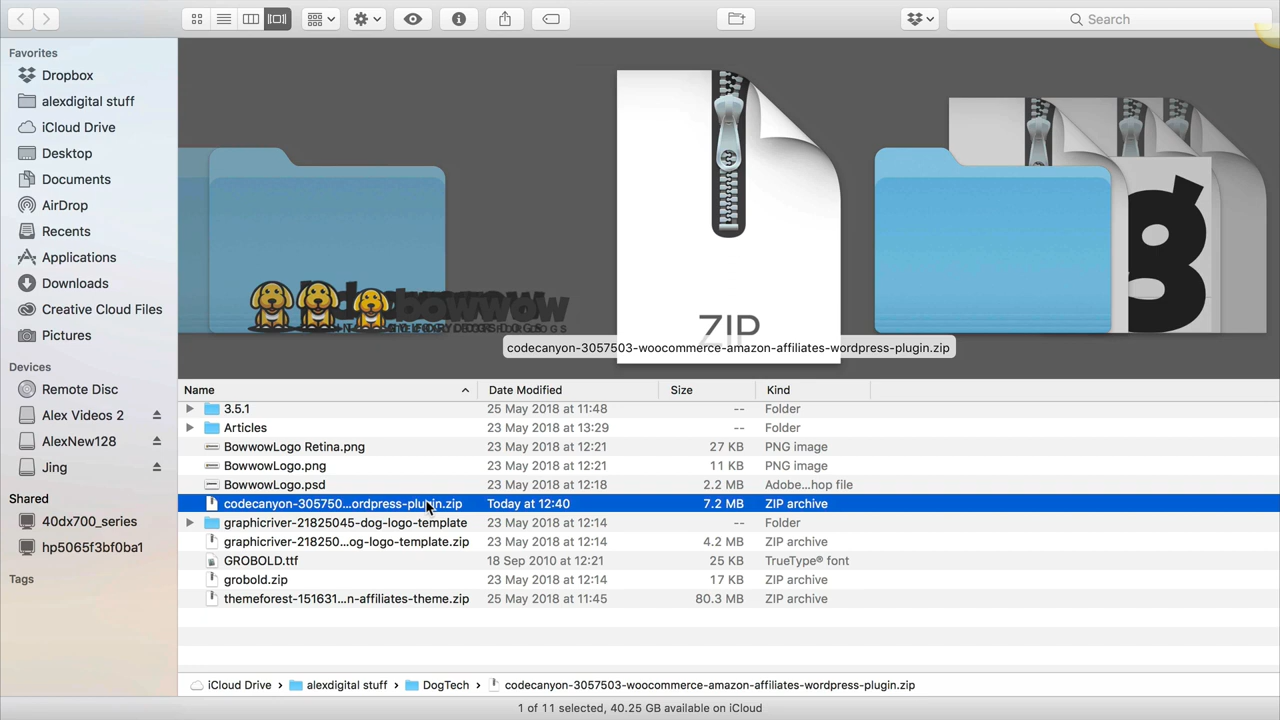 Search
Favorites
Dropbox
alexdigital stuff
iCloud Drive
Desktop
Documents
AirDrop
Recents
Applications
Downloads
Creative Cloud Files
Pictures
Devices
Remote Disc
Alex Videos 2
AlexNew128
Jing
Shared
40dx700_series
hp5065f3bf0ba1
Tags
bowwow
ZIP
g
codecanyon-3057503-woocommerce-amazon-affiliates-wordpress-plugin.zip
Name Date Modified Size Kind
3.5.1 25 May 2018 at 11:48 -- Folder
Articles 23 May 2018 at 13:29 -- Folder
BowwowLogo Retina.png 23 May 2018 at 12:21 27 KB PNG image
BowwowLogo.png 23 May 2018 at 12:21 11 KB PNG image
BowwowLogo.psd 23 May 2018 at 12:18 2.2 MB Adobe...hop file
codecanyon-305750...ordpress-plugin.zip Today at 12:40 7.2 MB ZIP archive
graphicriver-21825045-dog-logo-template 23 May 2018 at 12:14 -- Folder
graphicriver-218250...og-logo-template.zip 23 May 2018 at 12:14 4.2 MB ZIP archive
GROBOLD.ttf 18 Sep 2010 at 12:21 25 KB TrueType® font
grobold.zip 23 May 2018 at 12:14 17 KB ZIP archive
themeforest-151631...n-affiliates-theme.zip 25 May 2018 at 11:45 80.3 MB ZIP archive
iCloud Drive › alexdigital stuff › DogTech › codecanyon-3057503-woocommerce-amazon-affiliates-wordpress-plugin.zip
1 of 11 selected, 40.25 GB available on iCloud